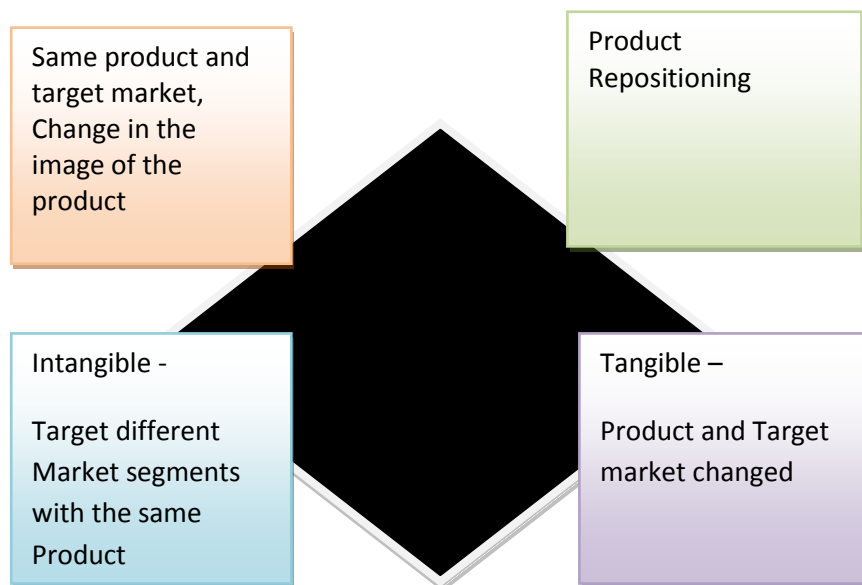 Same product and
target market,
Change in the
image of the
product
Product
Repositioning
Intangible -
Target different
Market segments
with the same
Product
Tangible –
Product and Target
market changed